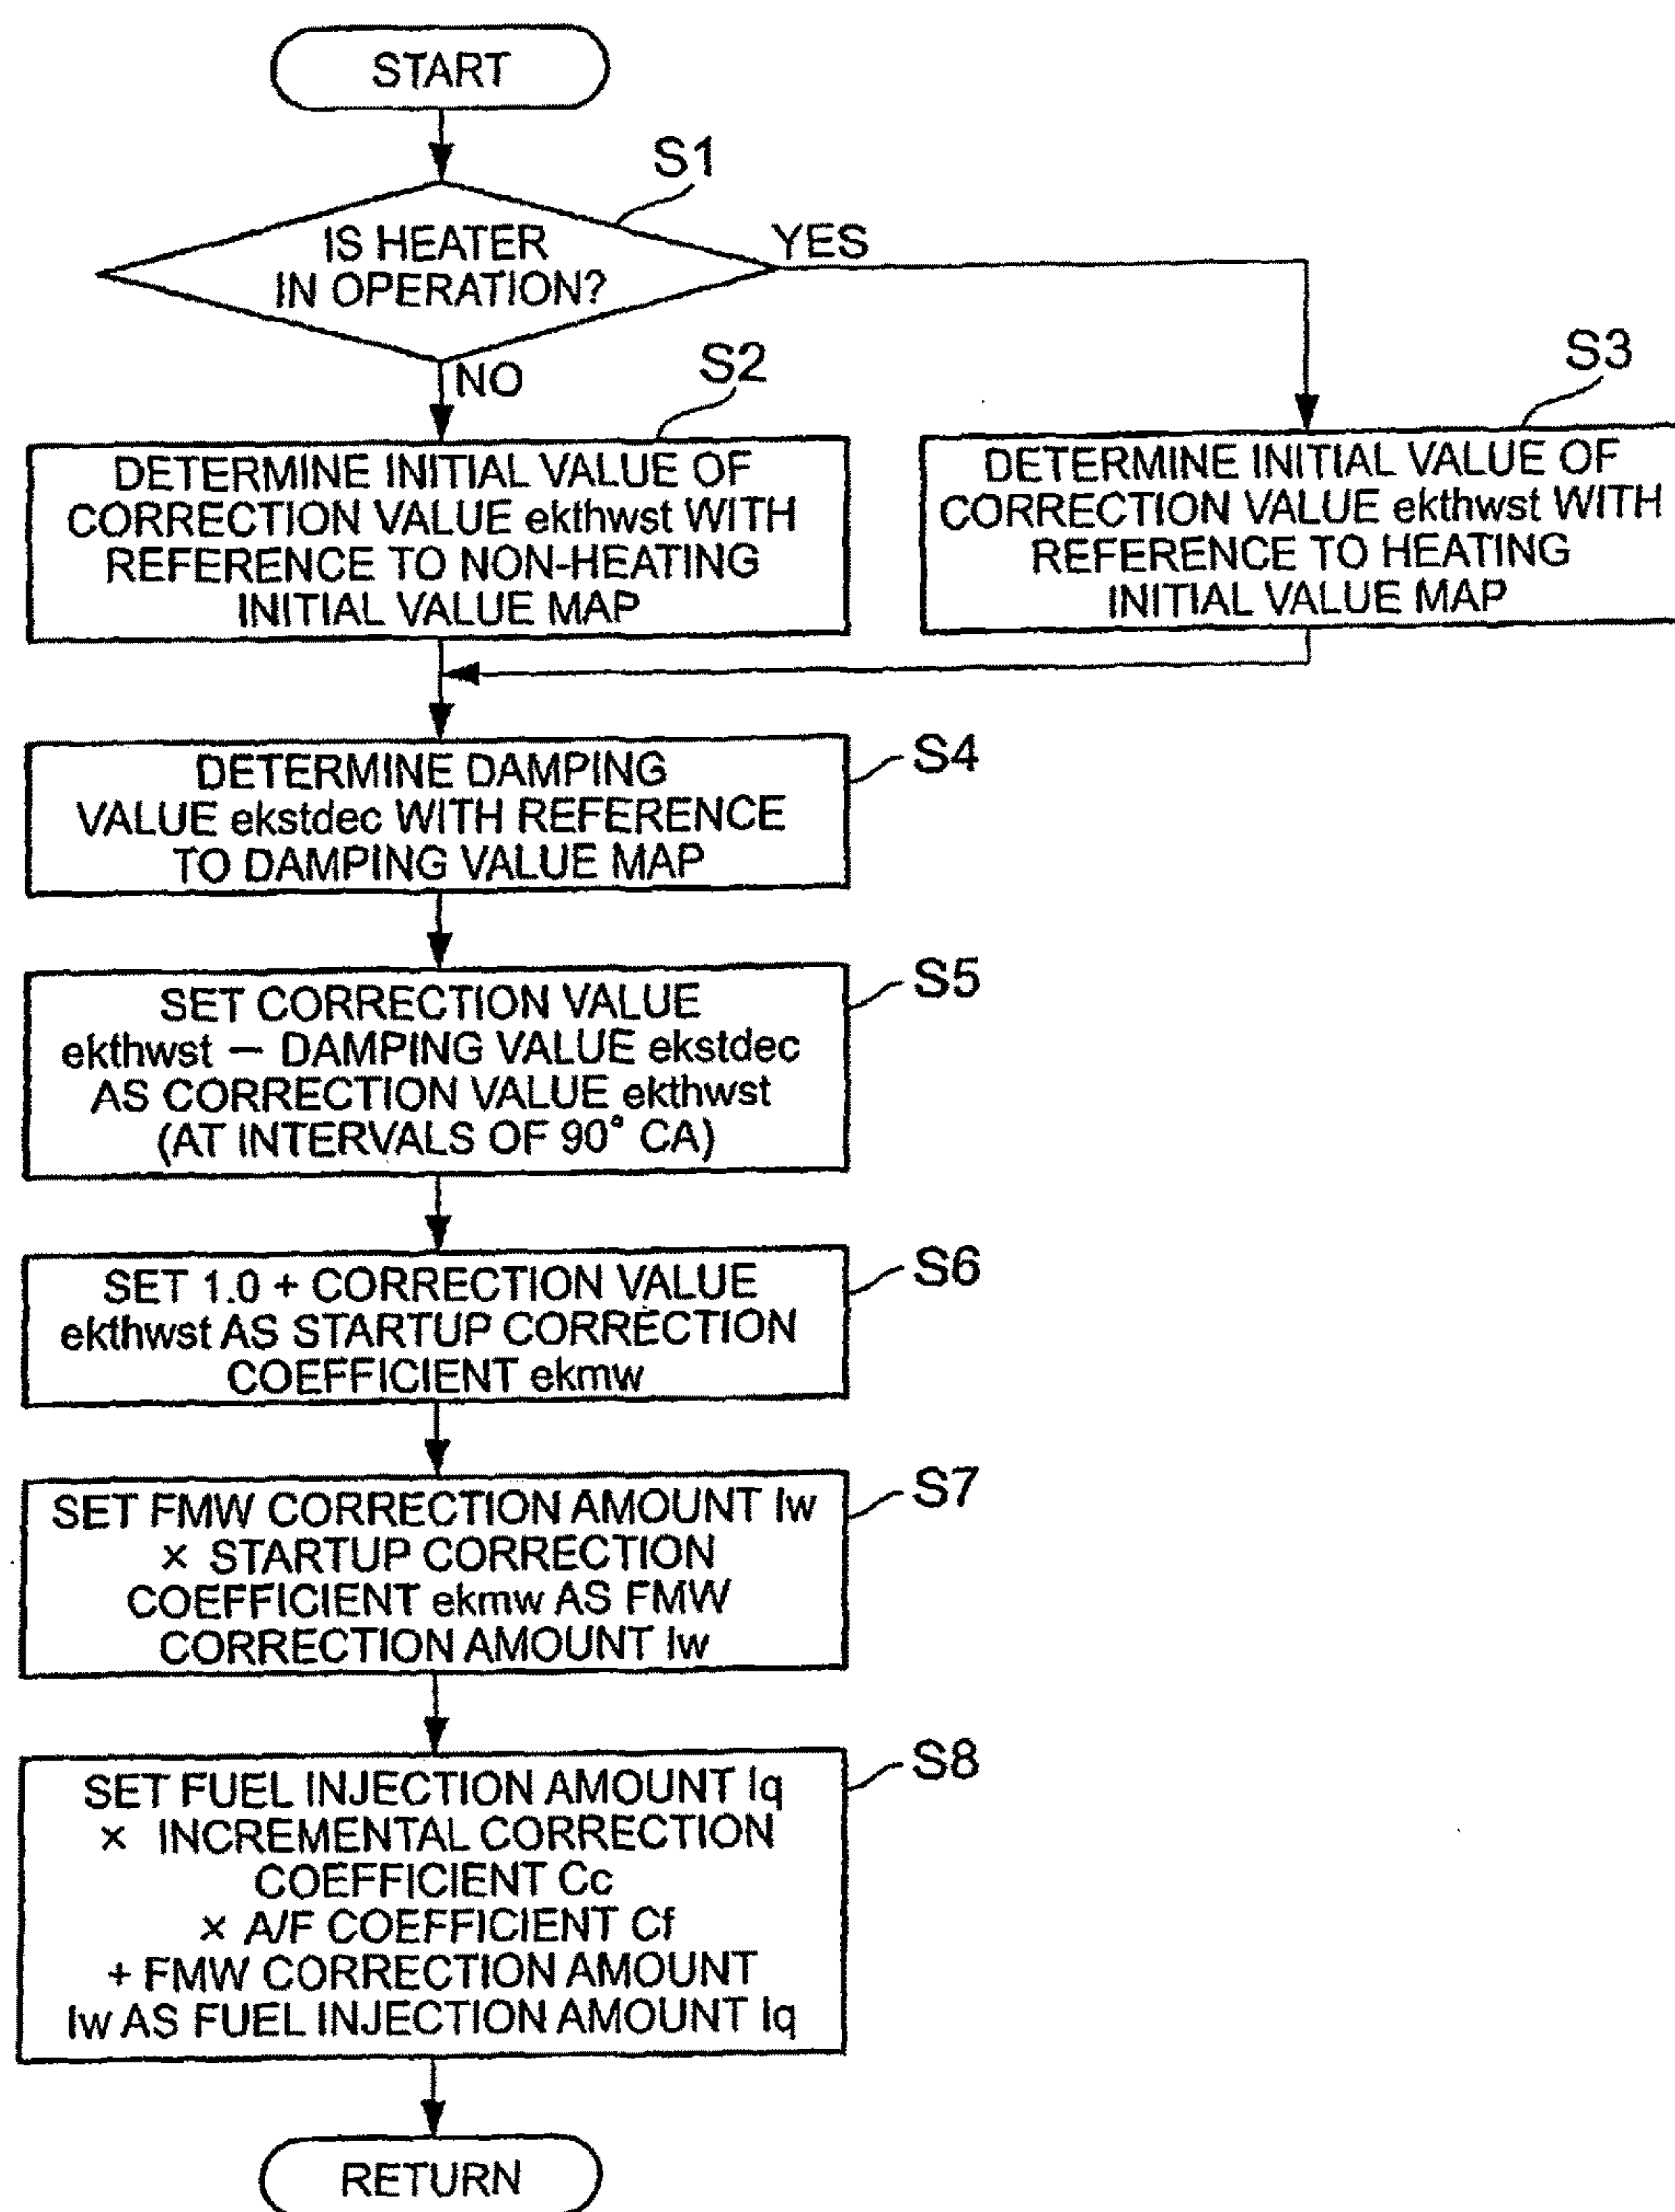 START
S1
IS HEATER
IN OPERATION?
YES
NO
S2
DETERMINE INITIAL VALUE OF
CORRECTION VALUE ekthwst WITH
REFERENCE TO NON-HEATING
INITIAL VALUE MAP
S3
DETERMINE INITIAL VALUE OF
CORRECTION VALUE ekthwst WITH
REFERENCE TO HEATING
INITIAL VALUE MAP
S4
DETERMINE DAMPING
VALUE ekstdec WITH REFERENCE
TO DAMPING VALUE MAP
S5
SET CORRECTION VALUE
ekthwst – DAMPING VALUE ekstdec
AS CORRECTION VALUE ekthwst
(AT INTERVALS OF 90° CA)
S6
SET 1.0 + CORRECTION VALUE
ekthwst AS STARTUP CORRECTION
COEFFICIENT ekmw
S7
SET FMW CORRECTION AMOUNT Iw
× STARTUP CORRECTION
COEFFICIENT ekmw AS FMW
CORRECTION AMOUNT Iw
S8
SET FUEL INJECTION AMOUNT Iq
× INCREMENTAL CORRECTION
COEFFICIENT Cc
× A/F COEFFICIENT Cf
+ FMW CORRECTION AMOUNT
Iw AS FUEL INJECTION AMOUNT Iq
RETURN